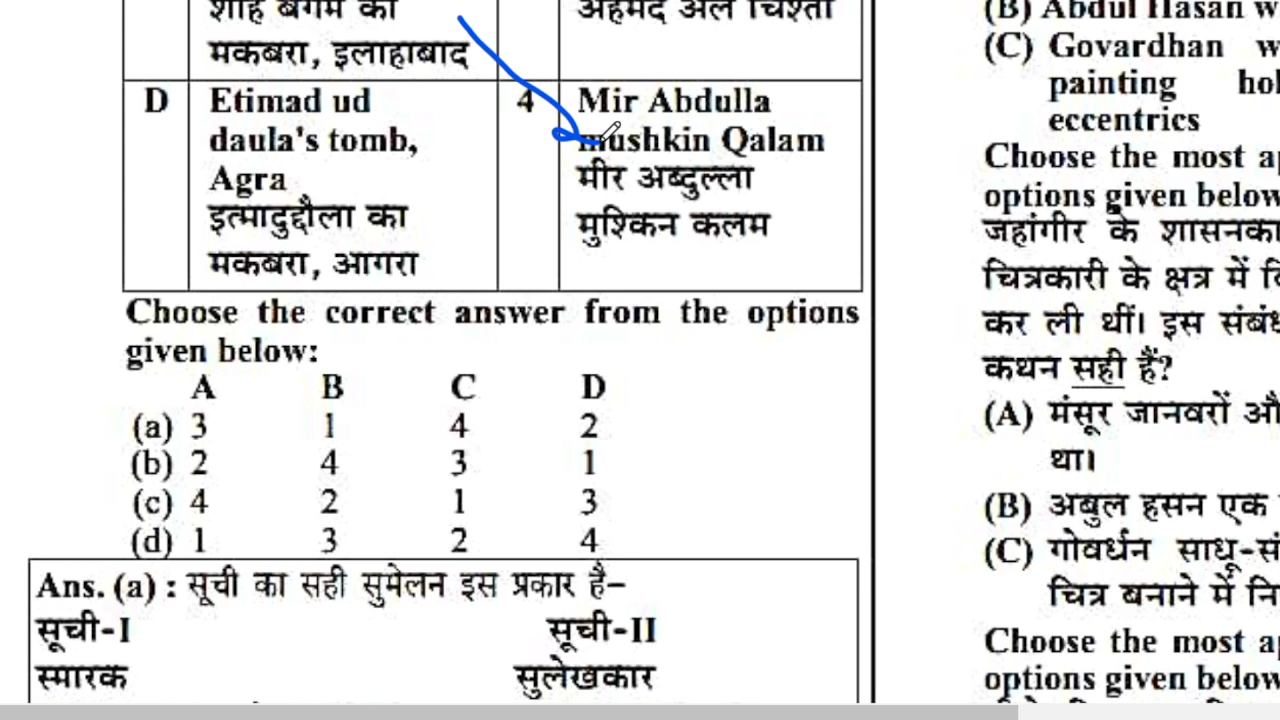 शाह बेगम का
मकबरा, इलाहाबाद
अहमद अल चिश्ती
D
Etimad ud
daula's tomb,
Agra
इत्मादुद्दौला का
मकबरा, आगरा
4
Mir Abdulla
mushkin Qalam
मीर अब्दुल्ला
मुश्किन कलम
Choose the correct answer from the options
given below:
A B C D
(a) 3 1 4 2
(b) 2 4 3 1
(c) 4 2 1 3
(d) 1 3 2 4
Ans. (a) : सूची का सही सुमेलन इस प्रकार है–
सूची-I सूची-II
स्मारक सुलेखकार
(B) Abdul Hasan
(C) Govardhan
painting
eccentrics
Choose the most
options given below
जहांगीर के
चित्रकारी के क्षत्र में
कर ली थीं। इस
कथन सही हैं?
(A) मंसूर जानवरों
था।
(B) अबुल हसन एक
(C) गोवर्धन
चित्र बनाने में
Choose the most
options given below